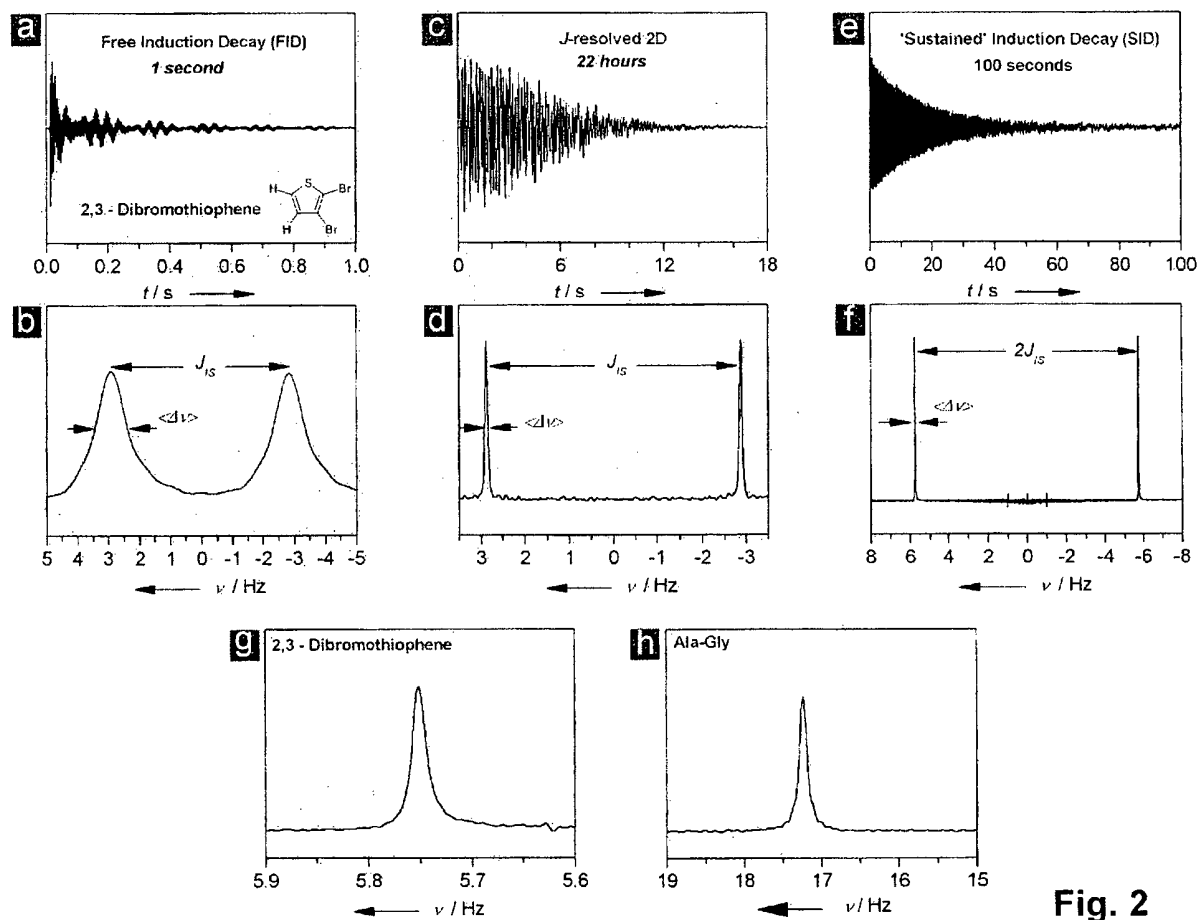 a
Free Induction Decay (FID)
1 second
2,3 - Dibromothiophene
S
H
Br
H
Br
0.0 0.2 0.4 0.6 0.8 1.0
t / s
c
J-resolved 2D
22 hours
0 6 12 18
t / s
e
'Sustained' Induction Decay (SID)
100 seconds
0 20 40 60 80 100
t / s
b
J_IS
<Δν>
5 4 3 2 1 0 -1 -2 -3 -4 -5
ν / Hz
d
J_IS
<Δν>
3 2 1 0 -1 -2 -3
ν / Hz
f
2J_IS
<Δν>
8 6 4 2 0 -2 -4 -6 -8
ν / Hz
g
2,3 - Dibromothiophene
5.9 5.8 5.7 5.6
ν / Hz
h
Ala-Gly
19 18 17 16 15
ν / Hz
Fig. 2